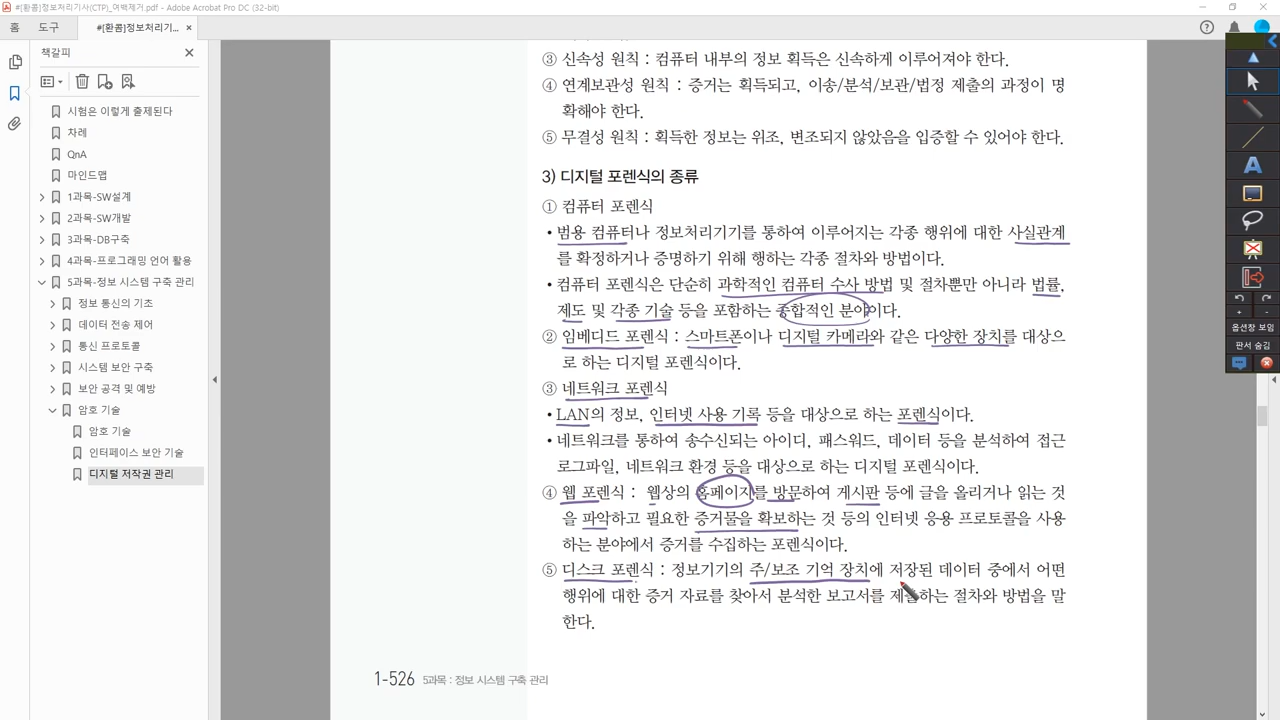 #[환콤]정보처리기사(CTP)_여백제거.pdf - Adobe Acrobat Pro DC (32-bit)
홈 도구 #[환콤]정보처리기... ×
책갈피
시험은 이렇게 출제된다
차례
QnA
마인드맵
1과목-SW설계
2과목-SW개발
3과목-DB구축
4과목-프로그래밍 언어 활용
5과목-정보 시스템 구축 관리
정보 통신의 기초
데이터 전송 제어
통신 프로토콜
시스템 보안 구축
보안 공격 및 예방
암호 기술
암호 기술
인터페이스 보안 기술
디지털 저작권 관리
③ 신속성 원칙 : 컴퓨터 내부의 정보 획득은 신속하게 이루어져야 한다.
④ 연계보관성 원칙 : 증거는 획득되고, 이송/분석/보관/법정 제출의 과정이 명
확해야 한다.
⑤ 무결성 원칙 : 획득한 정보는 위조, 변조되지 않았음을 입증할 수 있어야 한다.
3) 디지털 포렌식의 종류
① 컴퓨터 포렌식
• 범용 컴퓨터나 정보처리기기를 통하여 이루어지는 각종 행위에 대한 사실관계
를 확정하거나 증명하기 위해 행하는 각종 절차와 방법이다.
• 컴퓨터 포렌식은 단순히 과학적인 컴퓨터 수사 방법 및 절차뿐만 아니라 법률,
제도 및 각종 기술 등을 포함하는 종합적인 분야이다.
② 임베디드 포렌식 : 스마트폰이나 디지털 카메라와 같은 다양한 장치를 대상으
로 하는 디지털 포렌식이다.
③ 네트워크 포렌식
• LAN의 정보, 인터넷 사용 기록 등을 대상으로 하는 포렌식이다.
• 네트워크를 통하여 송수신되는 아이디, 패스워드, 데이터 등을 분석하여 접근
로그파일, 네트워크 환경 등을 대상으로 하는 디지털 포렌식이다.
④ 웹 포렌식 : 웹상의 홈페이지를 방문하여 게시판 등에 글을 올리거나 읽는 것
을 파악하고 필요한 증거물을 확보하는 것 등의 인터넷 응용 프로토콜을 사용
하는 분야에서 증거를 수집하는 포렌식이다.
⑤ 디스크 포렌식 : 정보기기의 주/보조 기억 장치에 저장된 데이터 중에서 어떤
행위에 대한 증거 자료를 찾아서 분석한 보고서를 제출하는 절차와 방법을 말
한다.
1-526 5과목 : 정보 시스템 구축 관리
A
옵션창 보임
판서 숨김